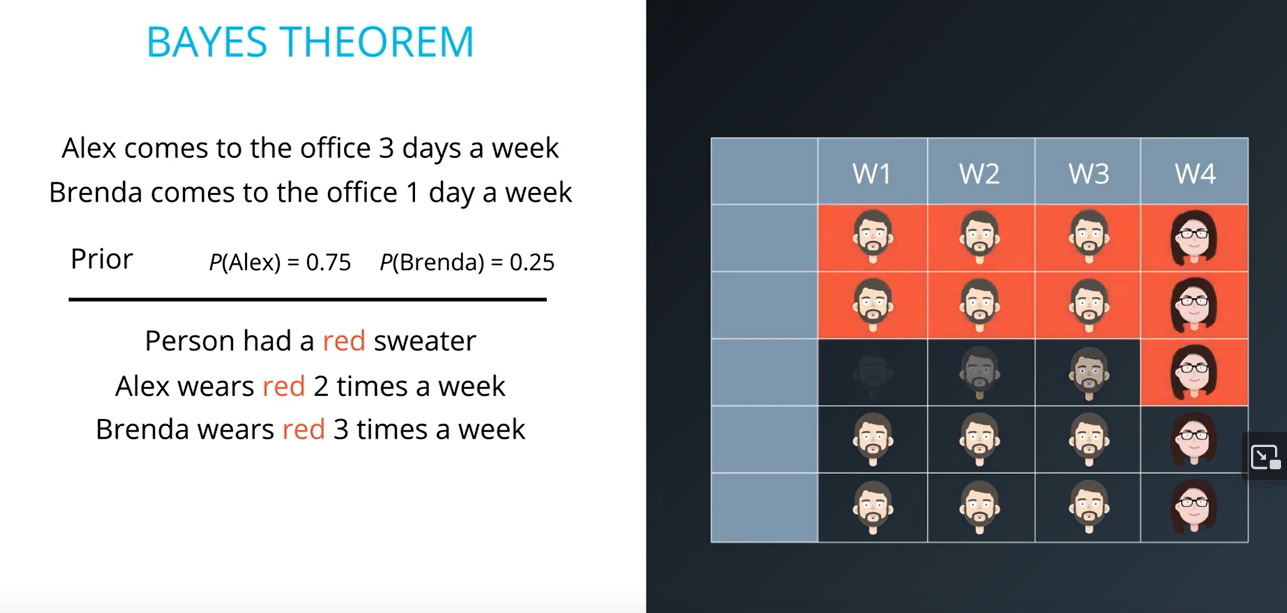 BAYES THEOREM
Alex comes to the office 3 days a week
Brenda comes to the office 1 day a week
Prior P(Alex) = 0.75 P(Brenda) = 0.25
Person had a red sweater
Alex wears red 2 times a week
Brenda wears red 3 times a week
W1 W2 W3 W4